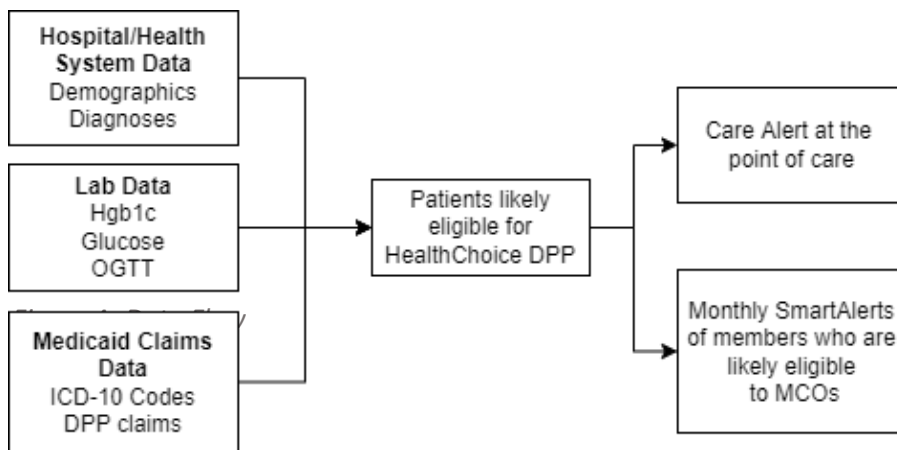 Hospital/Health
System Data
Demographics
Diagnoses
Lab Data
Hgb1c
Glucose
OGTT
Medicaid Claims
Data
ICD-10 Codes
DPP claims
Patients likely
eligible for
HealthChoice DPP
Care Alert at the
point of care
Monthly SmartAlerts
of members who are
likely eligible
to MCOs